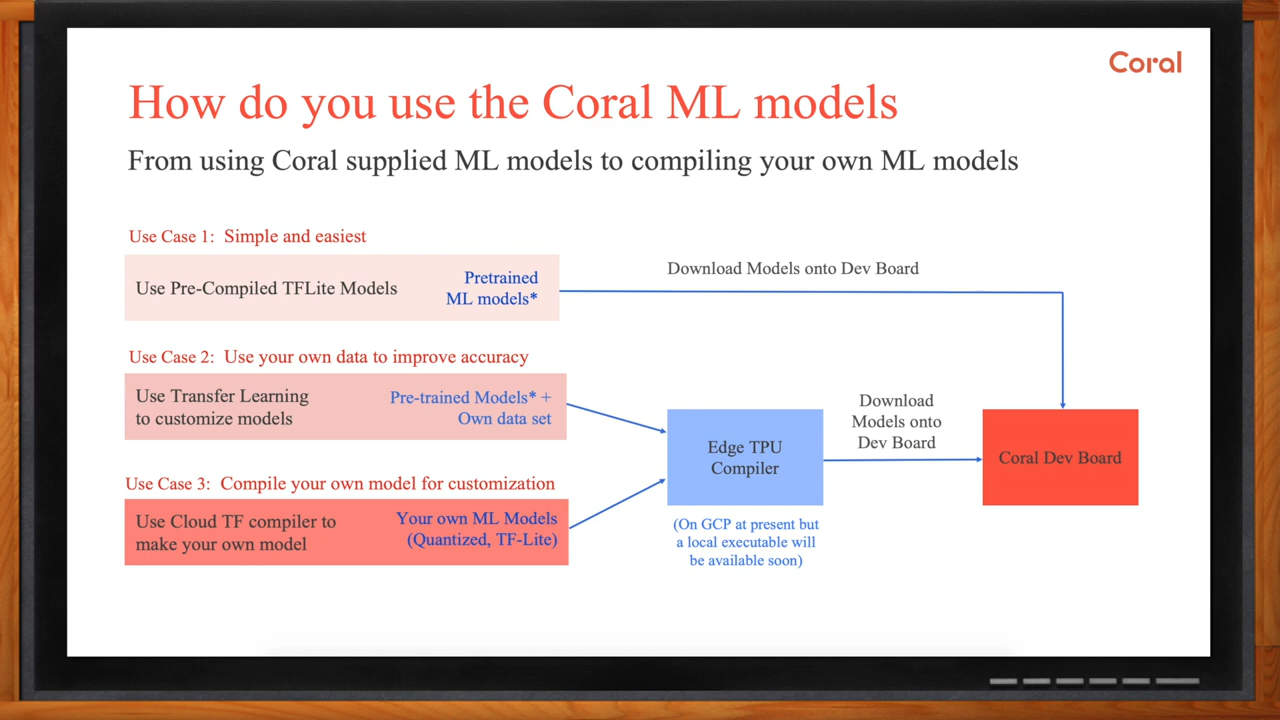 Coral
How do you use the Coral ML models
From using Coral supplied ML models to compiling your own ML models
Use Case 1:  Simple and easiest
Use Pre-Compiled TFLite Models
Pretrained
ML models*
Download Models onto Dev Board
Use Case 2:  Use your own data to improve accuracy
Use Transfer Learning
to customize models
Pre-trained Models* +
Own data set
Use Case 3:  Compile your own model for customization
Use Cloud TF compiler to
make your own model
Your own ML Models
(Quantized, TF-Lite)
Edge TPU
Compiler
(On GCP at present but
a local executable will
be available soon)
Download
Models onto
Dev Board
Coral Dev Board